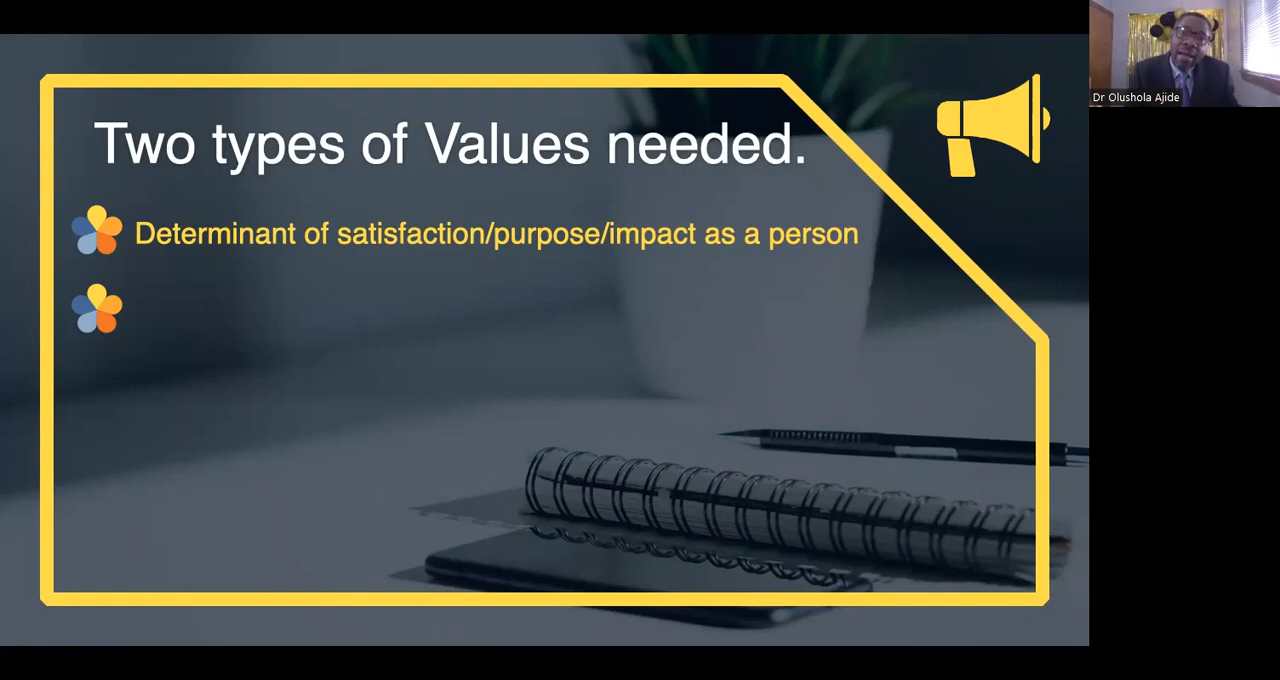 Two types of Values needed.
Determinant of satisfaction/purpose/impact as a person
Dr Olushola Ajide